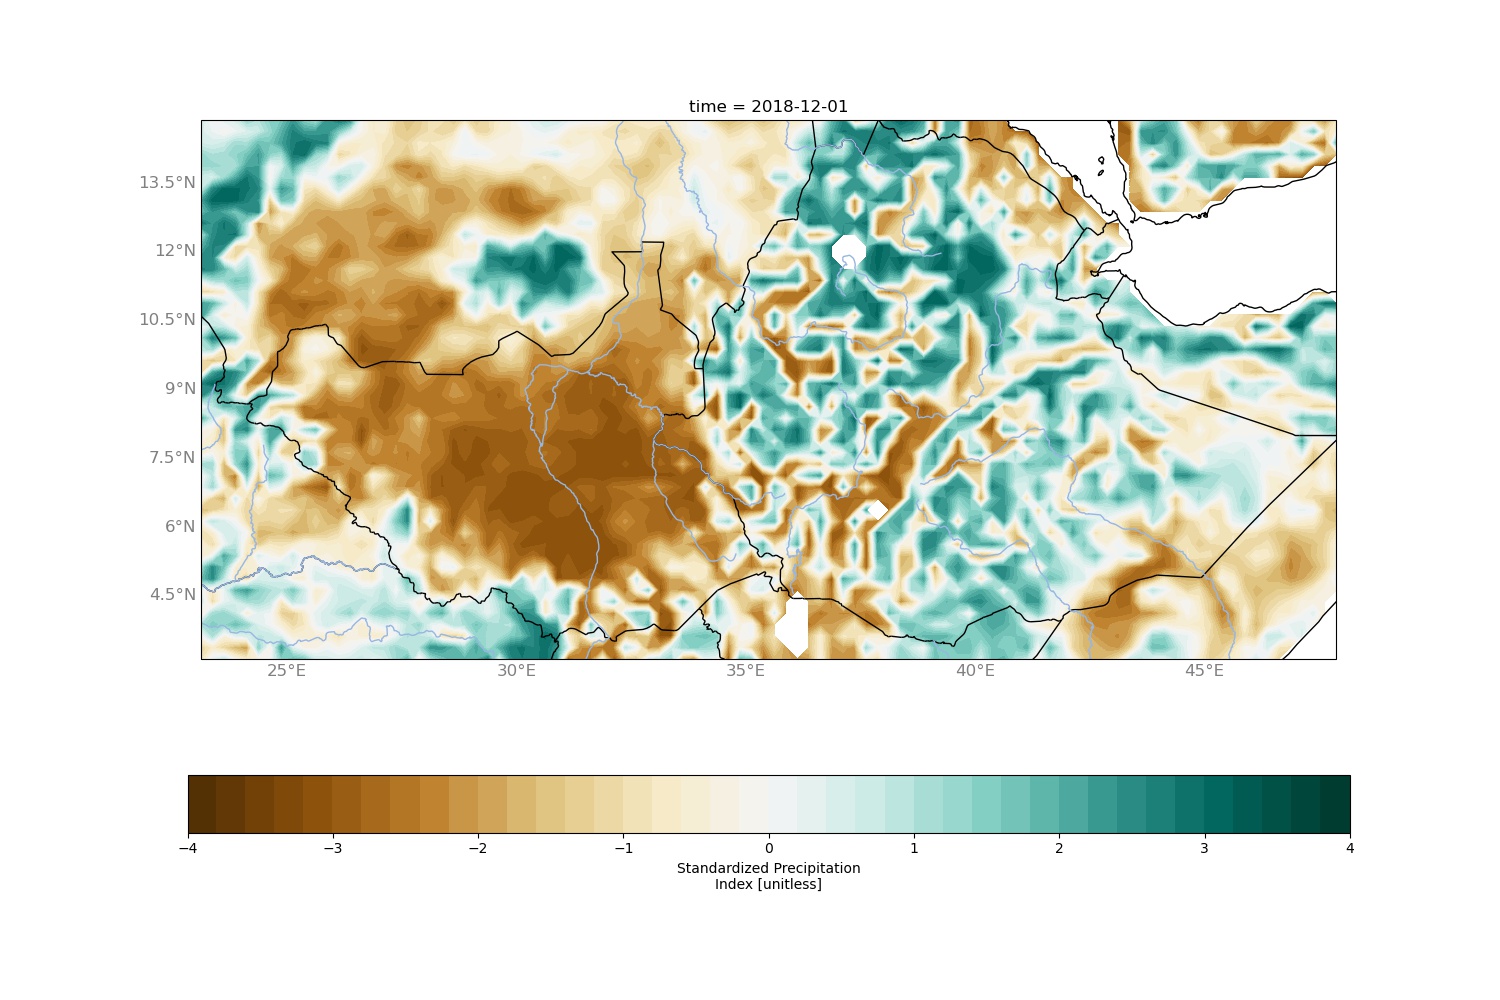 time = 2018-12-01
13.5°N
12°N
10.5°N
9°N
7.5°N
6°N
4.5°N
25°E 30°E 35°E 40°E 45°E
−4 −3 −2 −1 0 1 2 3 4
Standardized Precipitation
Index [unitless]